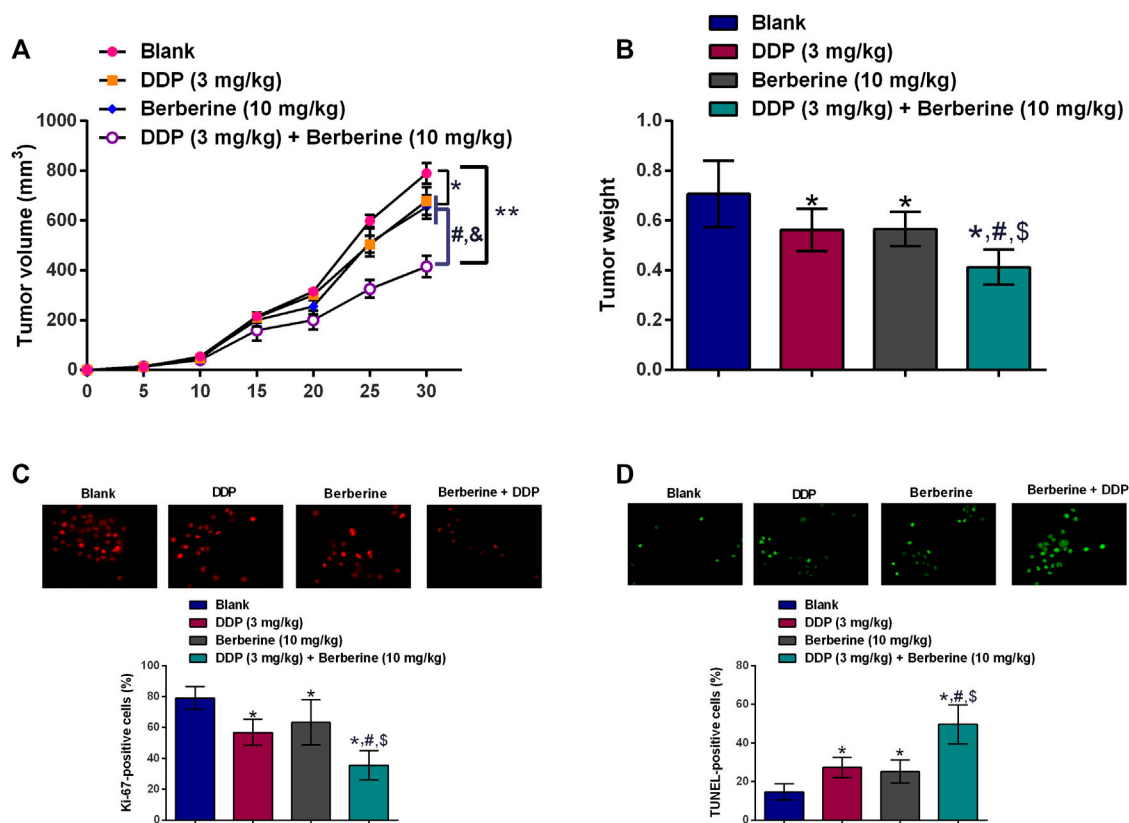 A
Blank
DDP (3 mg/kg)
Berberine (10 mg/kg)
DDP (3 mg/kg) + Berberine (10 mg/kg)
Tumor volume (mm³)
1000
800
600
400
200
0
0 5 10 15 20 25 30
*
**
#,&
B
Blank
DDP (3 mg/kg)
Berberine (10 mg/kg)
DDP (3 mg/kg) + Berberine (10 mg/kg)
Tumor weight
1.0
0.8
0.6
0.4
0.2
0.0
*
*
*,#,$
C
Blank DDP Berberine Berberine + DDP
Blank
DDP (3 mg/kg)
Berberine (10 mg/kg)
DDP (3 mg/kg) + Berberine (10 mg/kg)
Ki-67-positive cells (%)
100
80
60
40
20
0
*
*
*,#,$
D
Blank DDP Berberine Berberine + DDP
Blank
DDP (3 mg/kg)
Berberine (10 mg/kg)
DDP (3 mg/kg) + Berberine (10 mg/kg)
TUNEL-positive cells (%)
80
60
40
20
0
*
*
*,#,$